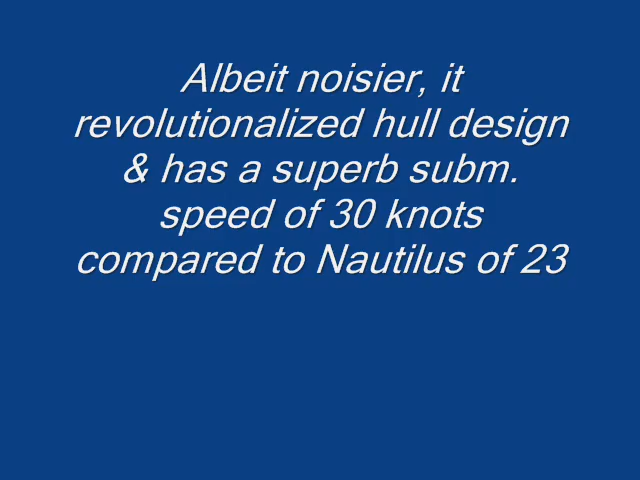 Albeit noisier, it
revolutionalized hull design
& has a superb subm.
speed of 30 knots
compared to Nautilus of 23